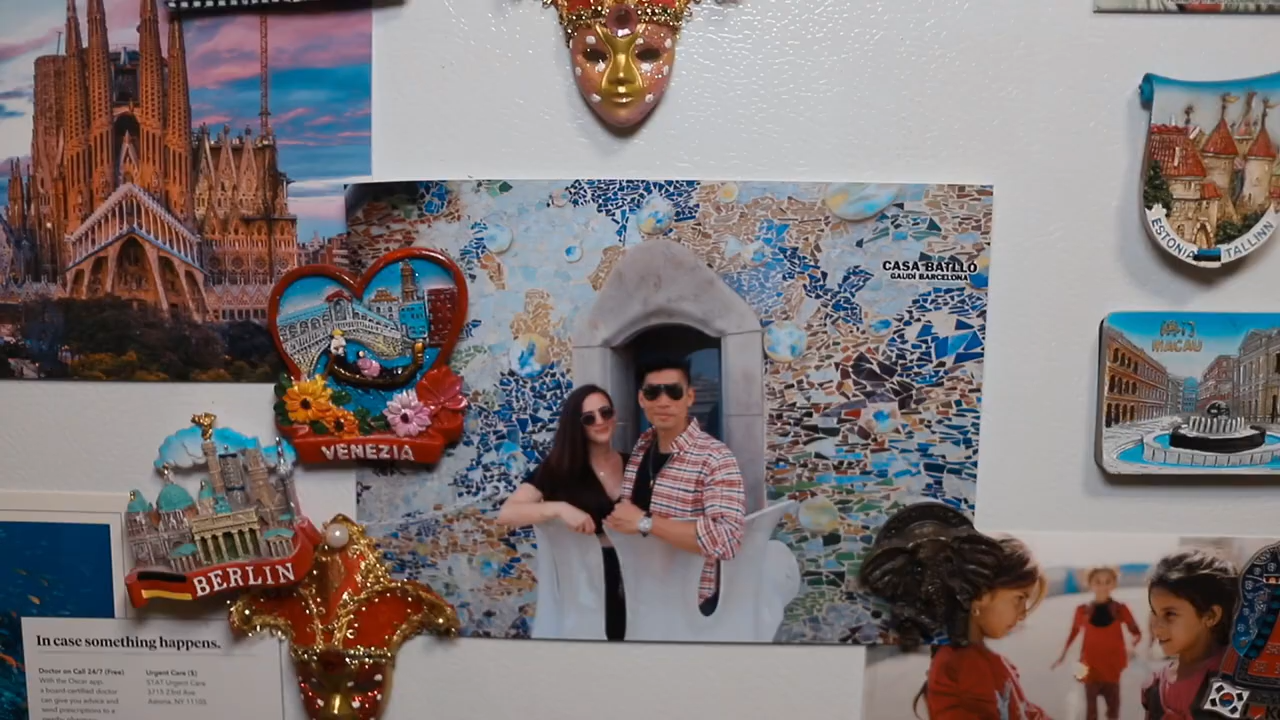 CASA BATLLÓ
GAUDÍ BARCELONA
ESTONIA TALLINN
MACAU
VENEZIA
BERLIN
In case something happens.
Doctor on Call 24/7 (Free)
With the Oscar app,
a board-certified doctor
can give you advice and
send prescriptions to a
Urgent Care ($)
STAT Urgent Care
3715 23rd Ave
Astoria, NY 11105